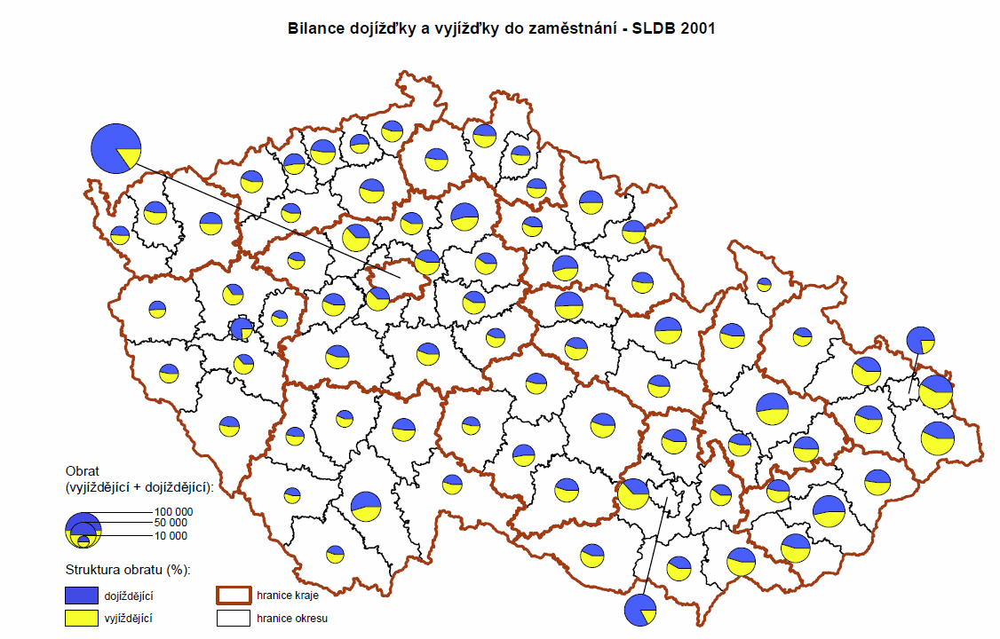 Bilance dojížďky a vyjížďky do zaměstnání - SLDB 2001
Obrat
(vyjíždějící + dojíždějící):
100 000
50 000
10 000
Struktura obratu (%):
dojíždějící
hranice kraje
vyjíždějící
hranice okresu